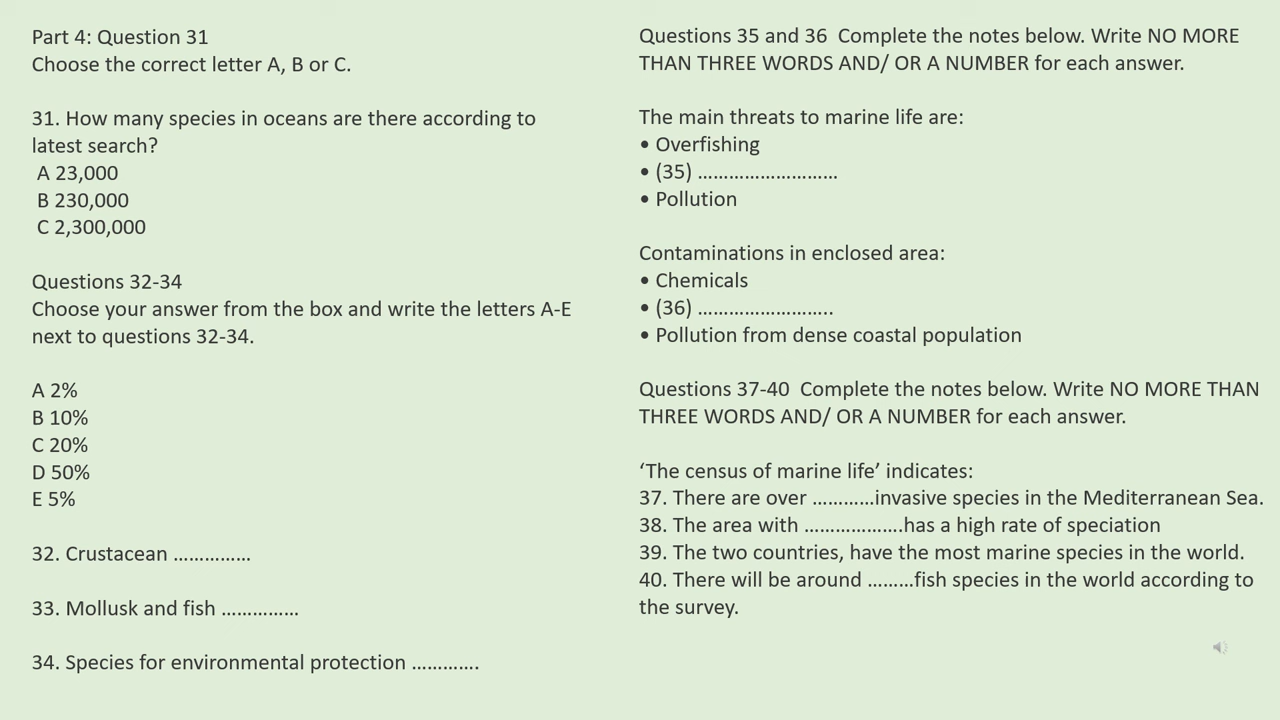 Part 4: Question 31
Choose the correct letter A, B or C.
31. How many species in oceans are there according to
latest search?
A 23,000
B 230,000
C 2,300,000
Questions 32-34
Choose your answer from the box and write the letters A-E
next to questions 32-34.
A 2%
B 10%
C 20%
D 50%
E 5%
32. Crustacean ……………
33. Mollusk and fish ……………
34. Species for environmental protection ………….
Questions 35 and 36  Complete the notes below. Write NO MORE
THAN THREE WORDS AND/ OR A NUMBER for each answer.
The main threats to marine life are:
• Overfishing
• (35) ………………………
• Pollution
Contaminations in enclosed area:
• Chemicals
• (36) ……………………..
• Pollution from dense coastal population
Questions 37-40  Complete the notes below. Write NO MORE THAN
THREE WORDS AND/ OR A NUMBER for each answer.
‘The census of marine life’ indicates:
37. There are over …………invasive species in the Mediterranean Sea.
38. The area with ……………….has a high rate of speciation
39. The two countries, have the most marine species in the world.
40. There will be around ………fish species in the world according to
the survey.